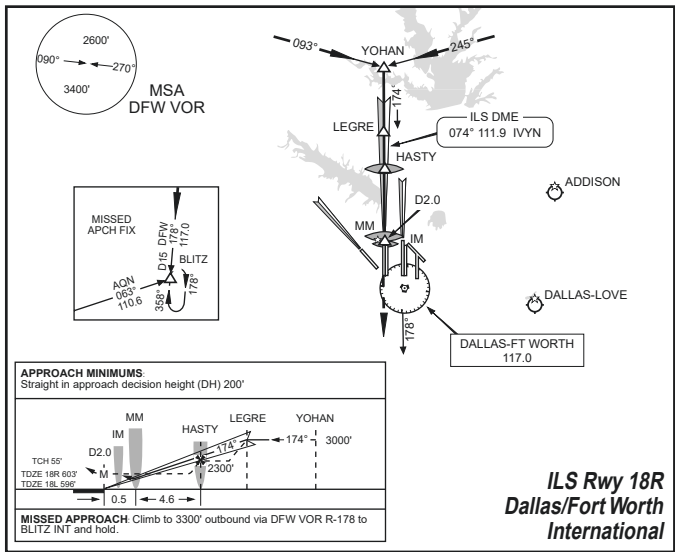 2600'
090°
270°
3400'
MSA
DFW VOR
093°
YOHAN
245°
174°
LEGRE
ILS DME
074° 111.9 IVYN
HASTY
D2.0
ADDISON
MM
IM
DALLAS-LOVE
178°
DALLAS-FT WORTH
117.0
MISSED
APCH FIX
D15 DFW
178°
117.0
BLITZ
AQN
063°
110.6
358°
178°
APPROACH MINIMUMS:
Straight in approach decision height (DH) 200'
MM
IM
HASTY
LEGRE
YOHAN
D2.0
174°
174°
3000'
TCH 55'
M
2300'
TDZE 18R 603'
TDZE 18L 596'
0.5
4.6
MISSED APPROACH: Climb to 3300' outbound via DFW VOR R-178 to
BLITZ INT and hold.
ILS Rwy 18R
Dallas/Fort Worth
International